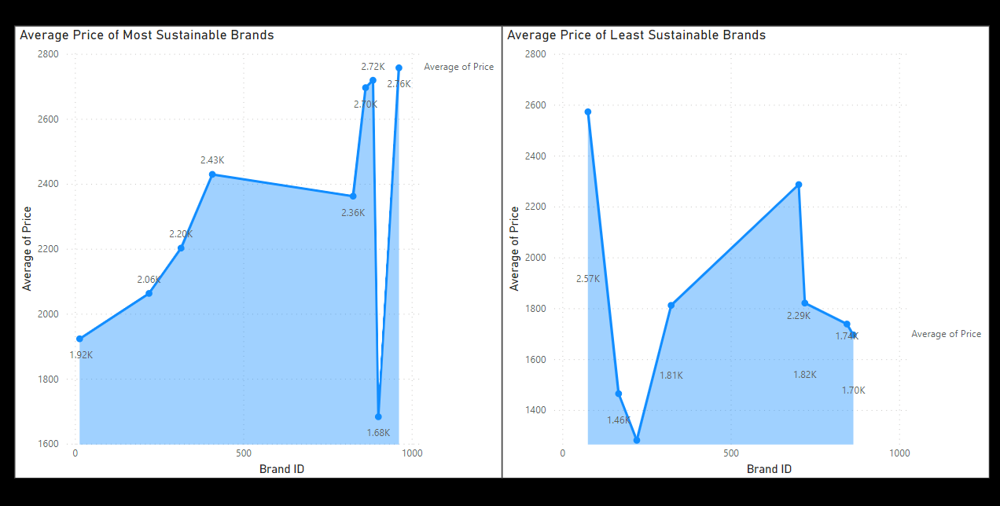 Average Price of Most Sustainable Brands
2800
2600
2400
2200
2000
1800
1600
Average of Price
1.92K
2.06K
2.20K
2.43K
2.36K
2.70K
2.72K
1.68K
2.76K
Average of Price
0
500
1000
Brand ID
Average Price of Least Sustainable Brands
2800
2600
2400
2200
2000
1800
1600
1400
Average of Price
2.57K
1.46K
1.81K
2.29K
1.82K
1.74K
1.70K
Average of Price
0
500
1000
Brand ID